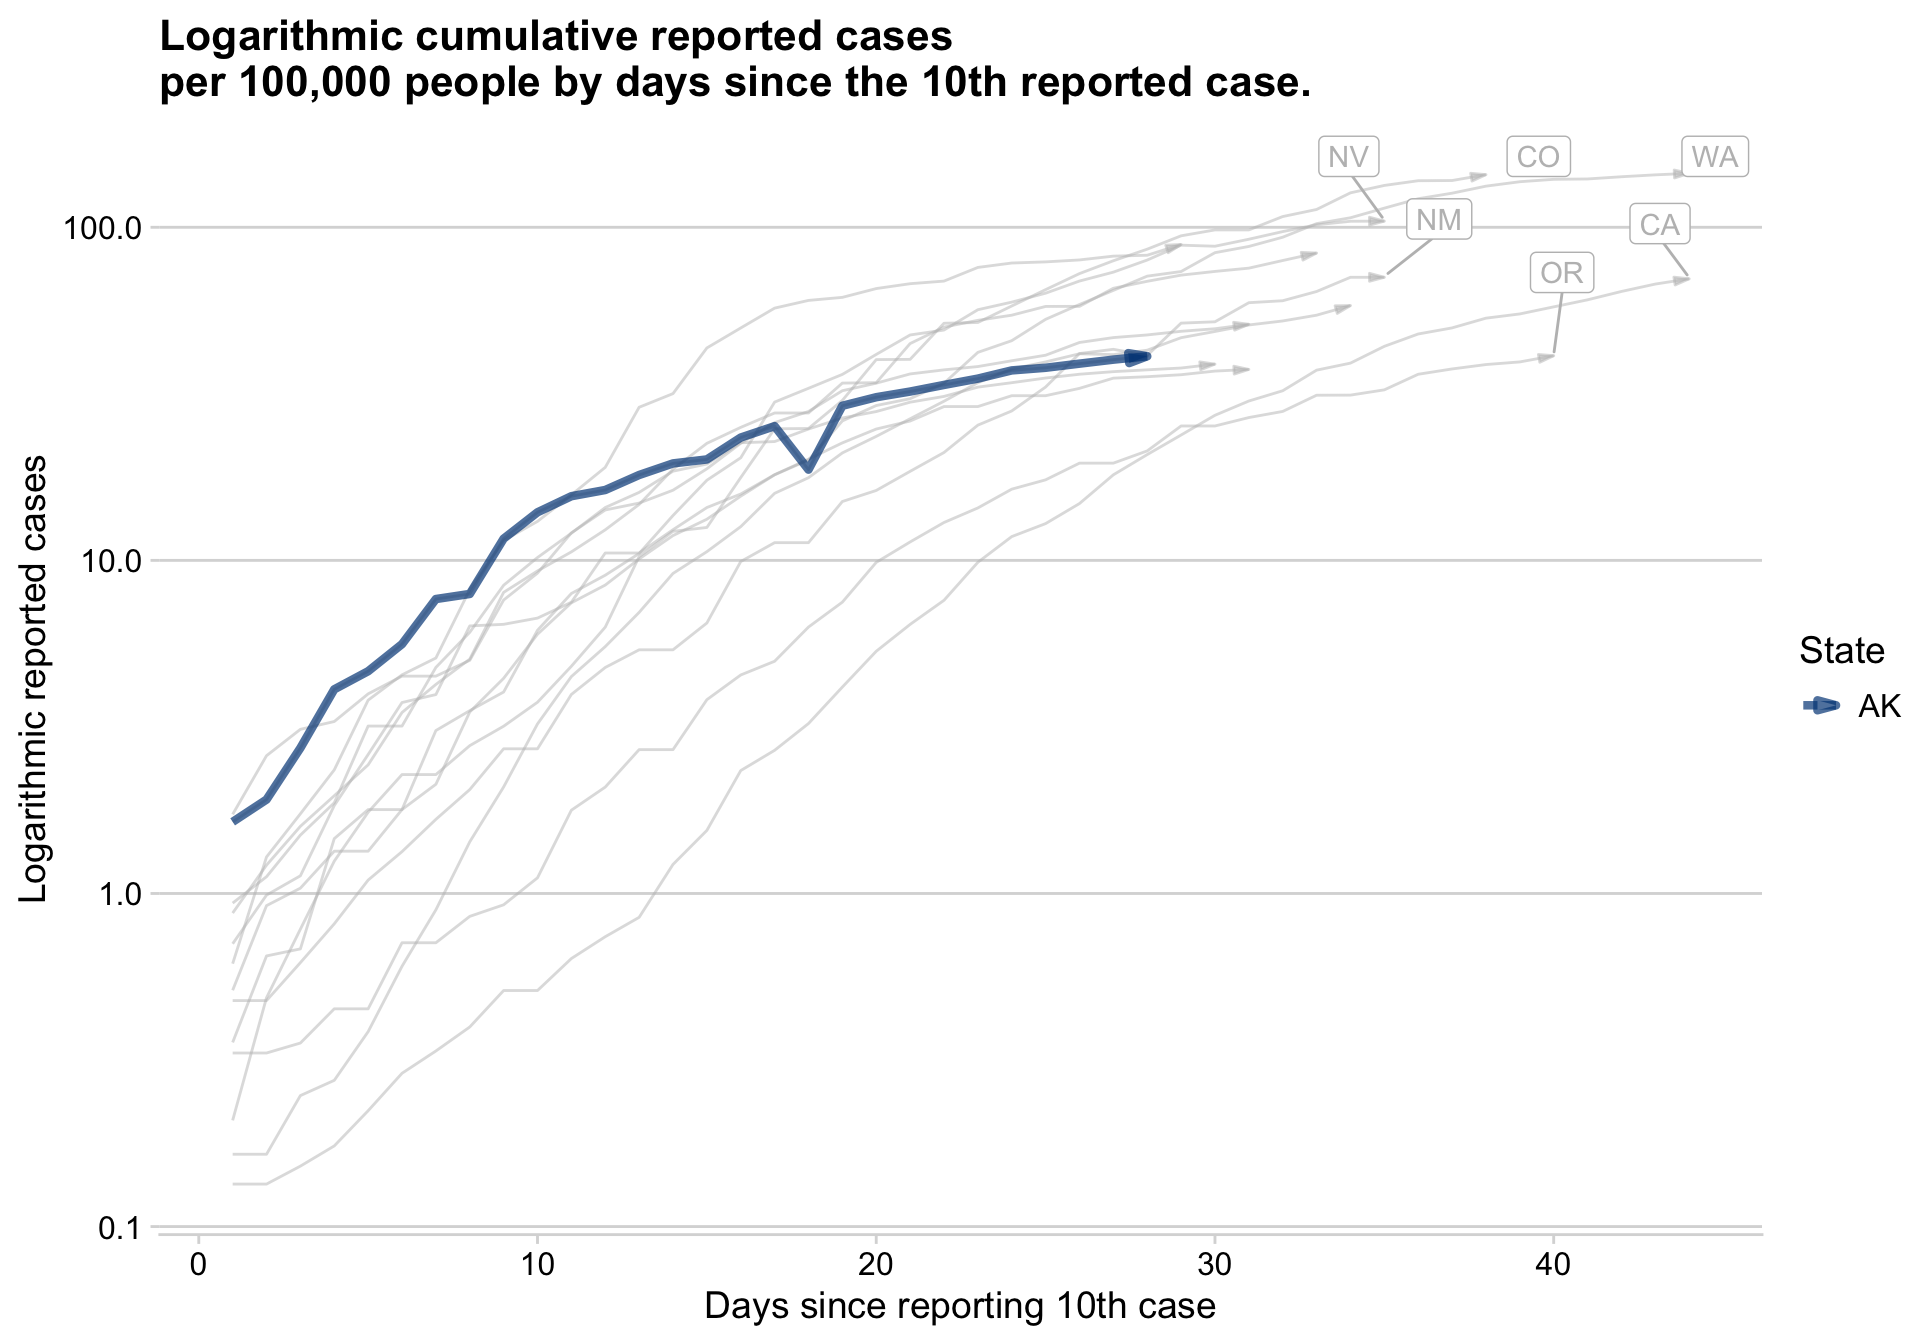 Logarithmic cumulative reported cases
per 100,000 people by days since the 10th reported case.
NV
CO
WA
NM
CA
OR
100.0
10.0
1.0
0.1
Logarithmic reported cases
0
10
20
30
40
Days since reporting 10th case
State
AK